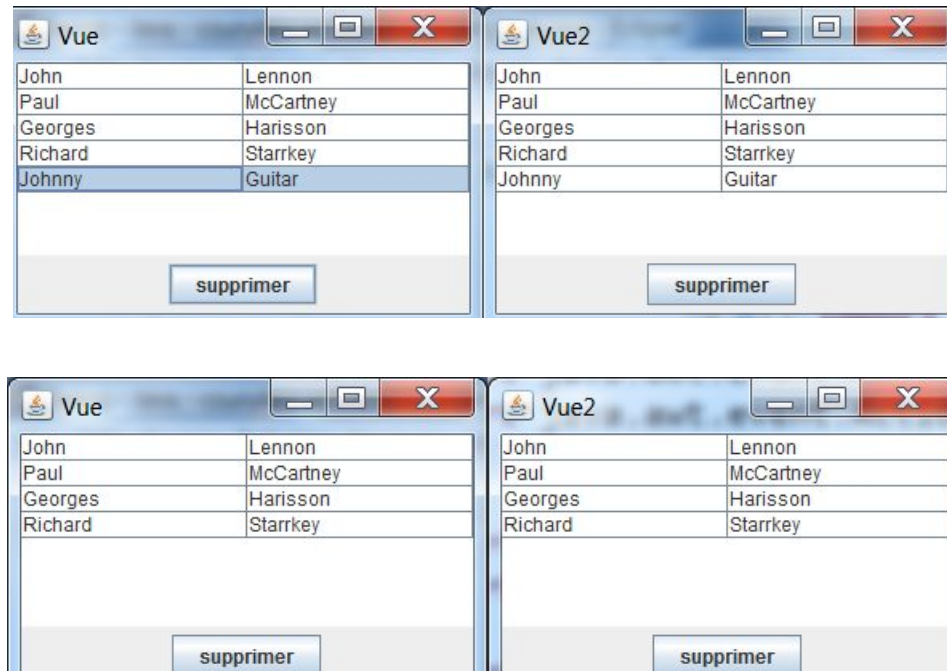 Vue
John Lennon
Paul McCartney
Georges Harisson
Richard Starrkey
Johnny Guitar
supprimer
Vue2
John Lennon
Paul McCartney
Georges Harisson
Richard Starrkey
Johnny Guitar
supprimer
Vue
John Lennon
Paul McCartney
Georges Harisson
Richard Starrkey
supprimer
Vue2
John Lennon
Paul McCartney
Georges Harisson
Richard Starrkey
supprimer